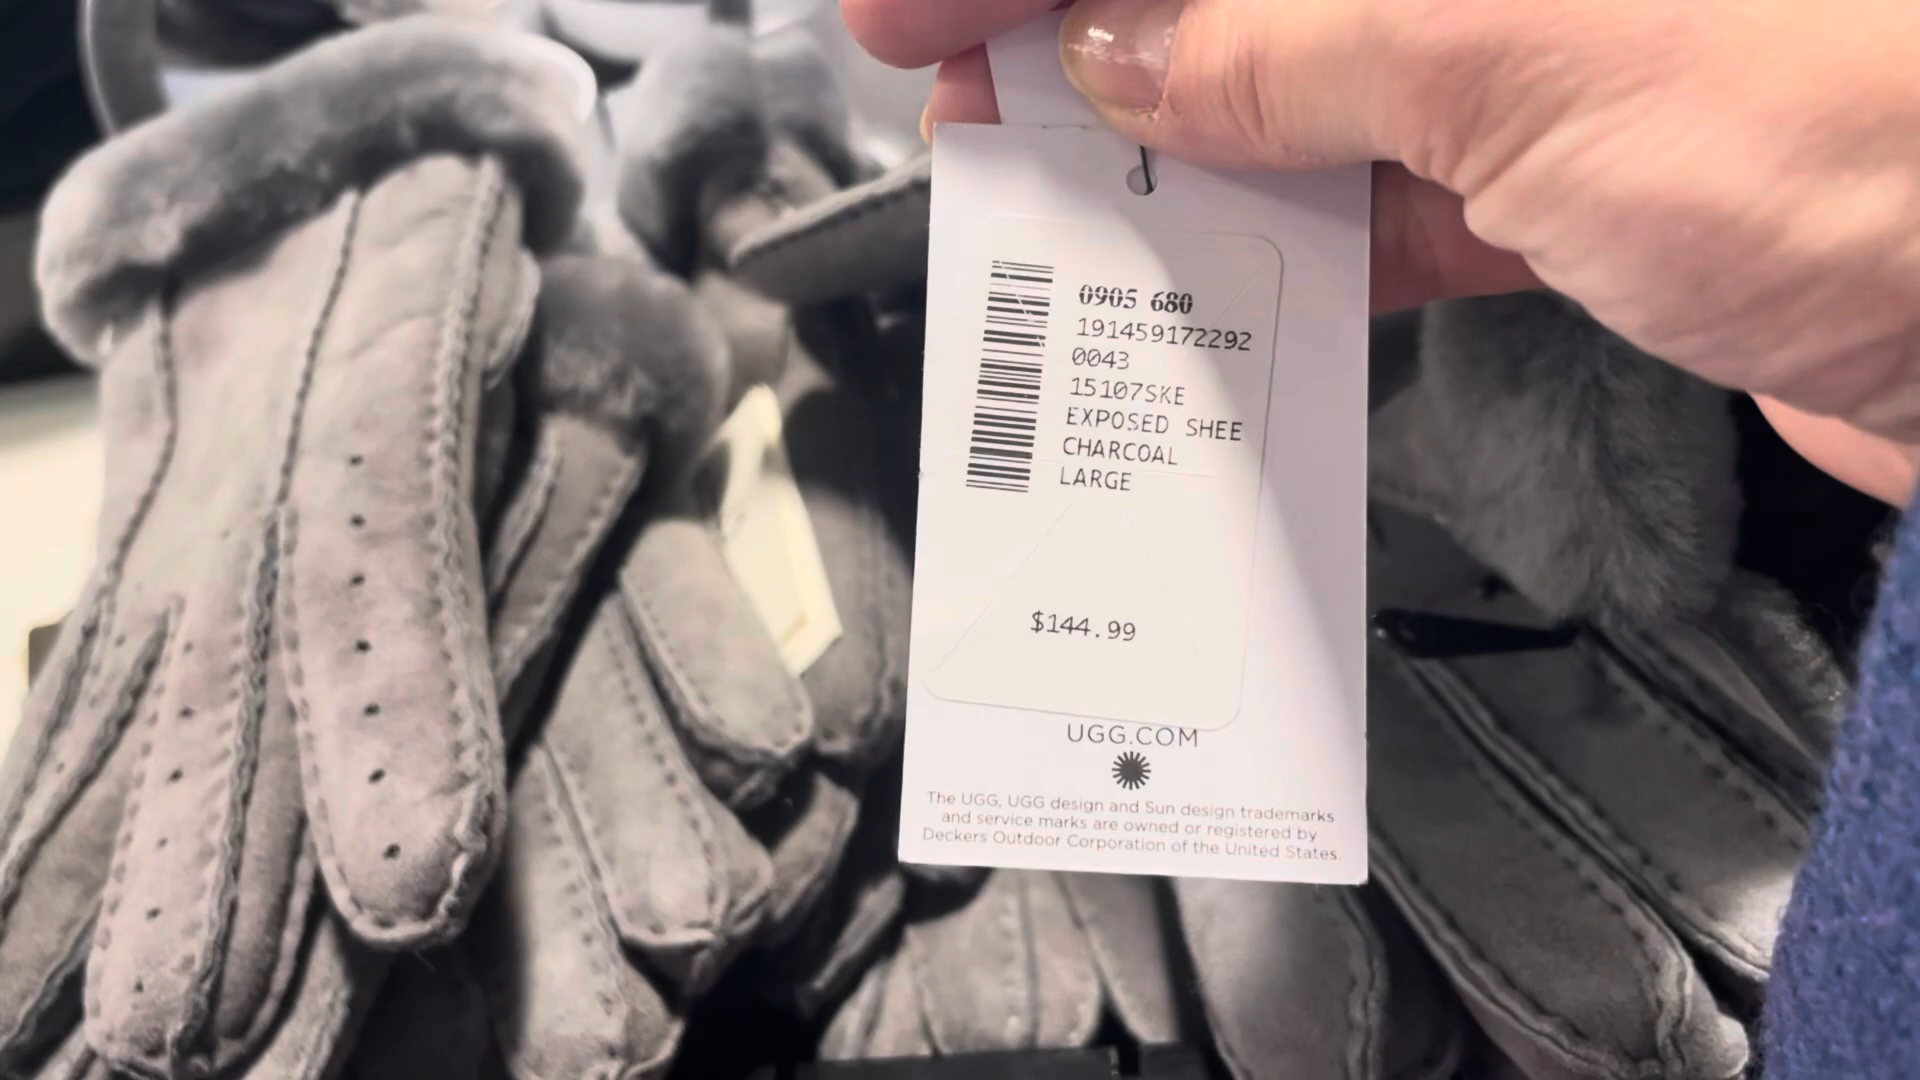 0905 680
191459172292
0043
15107SKE
EXPOSED SHEE
CHARCOAL
LARGE
$144.99
UGG.COM
The UGG, UGG design and Sun design trademarks
and service marks are owned or registered by
Deckers Outdoor Corporation of the United States.